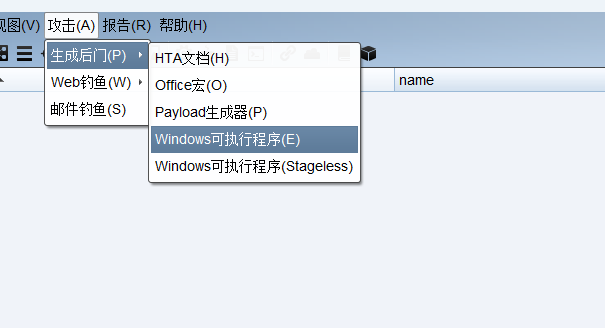 视图(V) 攻击(A) 报告(R) 帮助(H)
生成后门(P)
Web钓鱼(W)
邮件钓鱼(S)
HTA文档(H)
Office宏(O)
Payload生成器(P)
Windows可执行程序(E)
Windows可执行程序(Stageless)
name